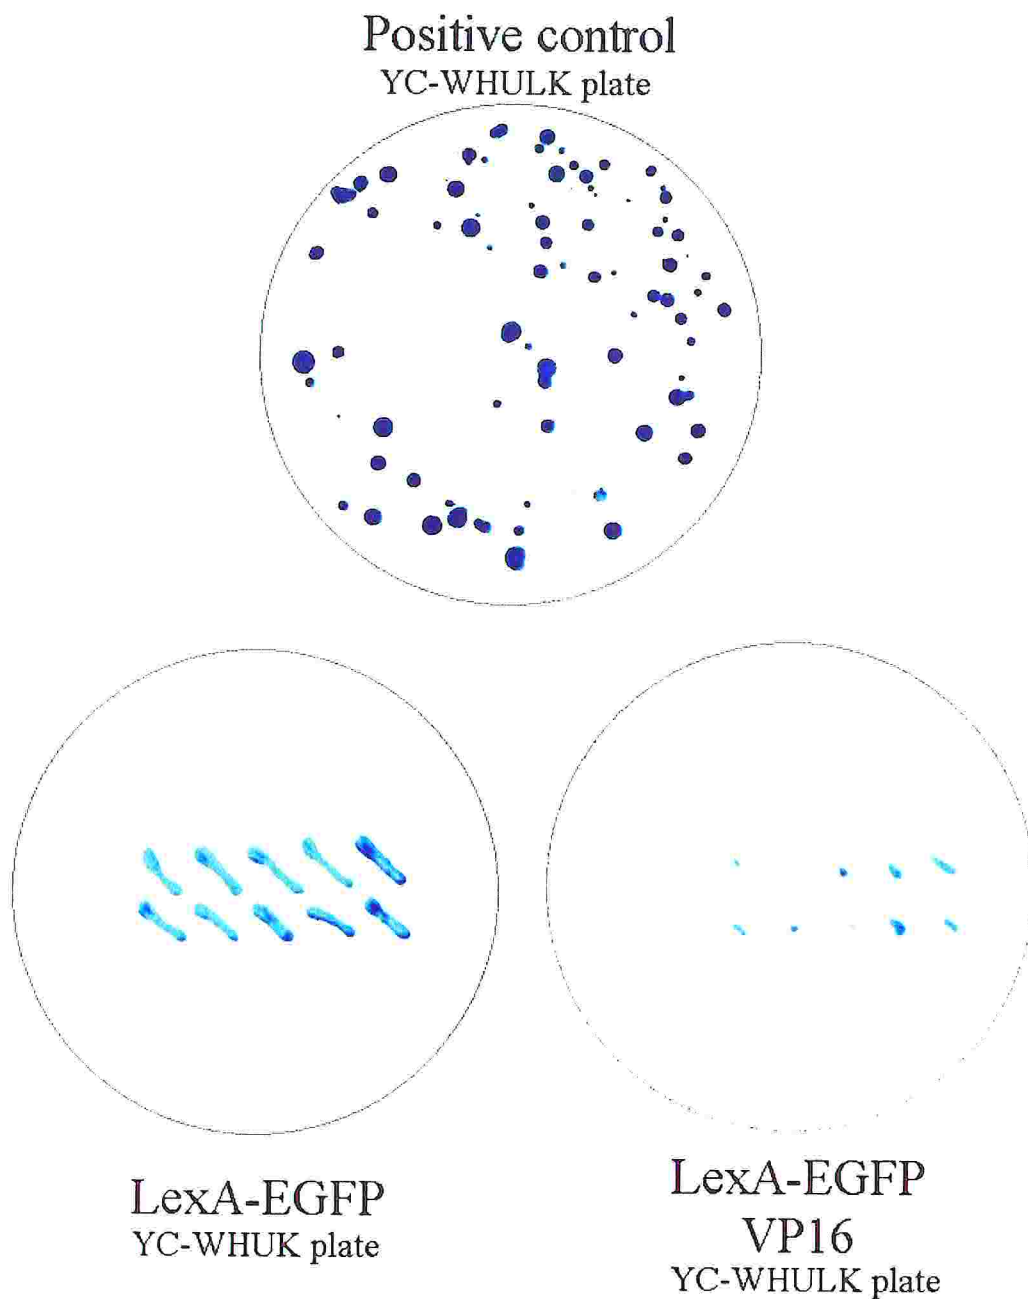 Positive control
YC-WHULK plate
LexA-EGFP
YC-WHUK plate
LexA-EGFP
VP16
YC-WHULK plate